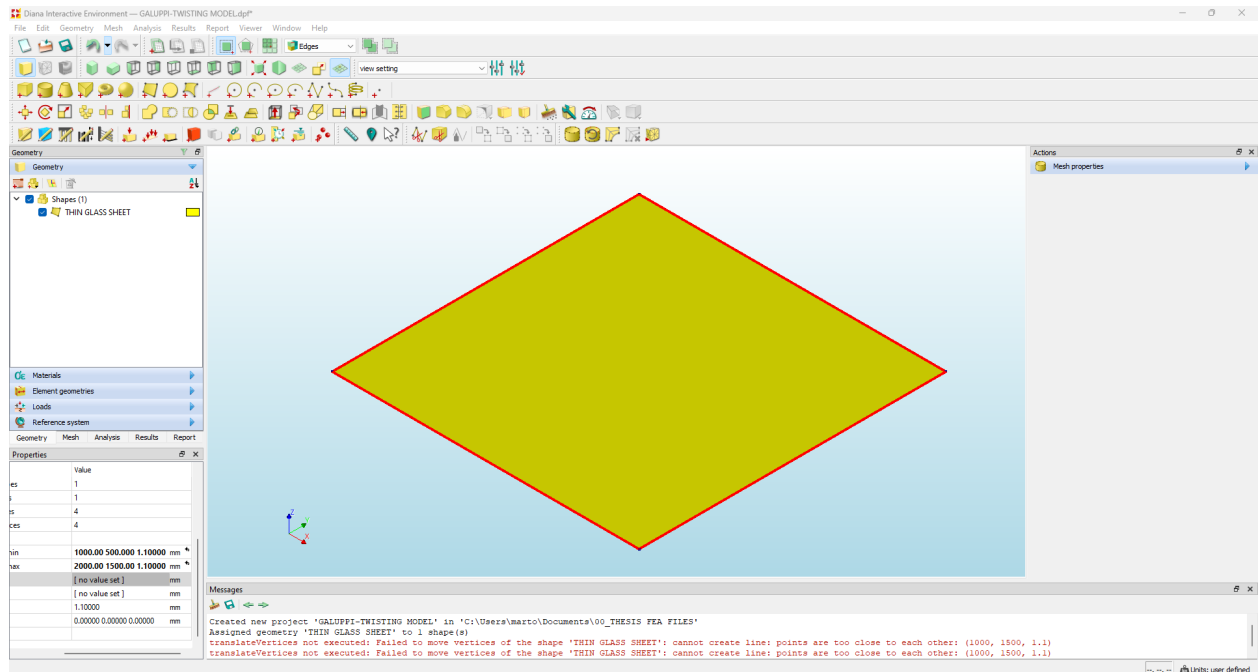 Diana Interactive Environment — GALUPPI-TWISTING MODEL.dpf*
File Edit Geometry Mesh Analysis Results Report Viewer Window Help
Edges
view setting
Geometry
Geometry
Shapes (1)
THIN GLASS SHEET
Materials
Element geometries
Loads
Reference system
Geometry Mesh Analysis Results Report
Properties
Value
es 1
s 1
es 4
ces 4
min 1000.00 500.000 1.10000 mm
max 2000.00 1500.00 1.10000 mm
[ no value set ] mm
[ no value set ] mm
1.10000 mm
0.00000 0.00000 0.00000 mm
Z
Y
X
Actions
Mesh properties
Messages
Created new project 'GALUPPI-TWISTING MODEL' in 'C:\Users\marto\Documents\00_THESIS FEA FILES'
Assigned geometry 'THIN GLASS SHEET' to 1 shape(s)
translateVertices not executed: Failed to move vertices of the shape 'THIN GLASS SHEET': cannot create line: points are too close to each other: (1000, 1500, 1.1)
translateVertices not executed: Failed to move vertices of the shape 'THIN GLASS SHEET': cannot create line: points are too close to each other: (1000, 1500, 1.1)
--, --, -- Units: user defined